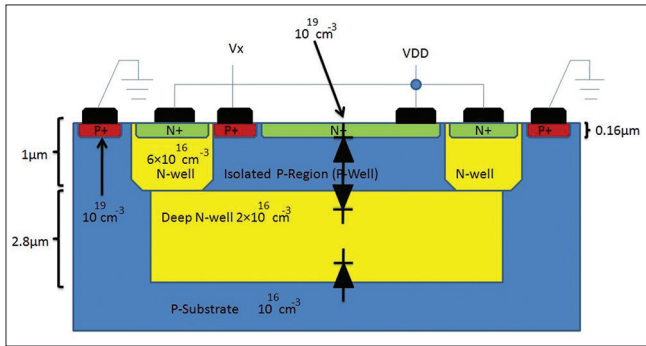 10¹⁹ cm⁻³
Vx
VDD
P+
N+
P+
N+
N+
P+
0.16μm
1μm
6×10¹⁶ cm⁻³
N-well
Isolated P-Region (P-Well)
N-well
10¹⁹ cm⁻³
Deep N-well 2×10¹⁶ cm⁻³
2.8μm
P-Substrate 10¹⁶ cm⁻³